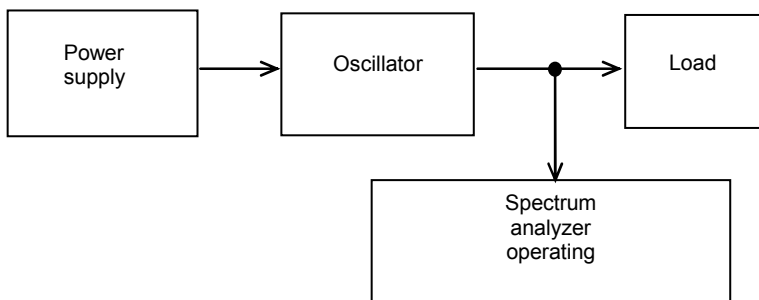 Power
supply
Oscillator
Load
Spectrum
analyzer
operating